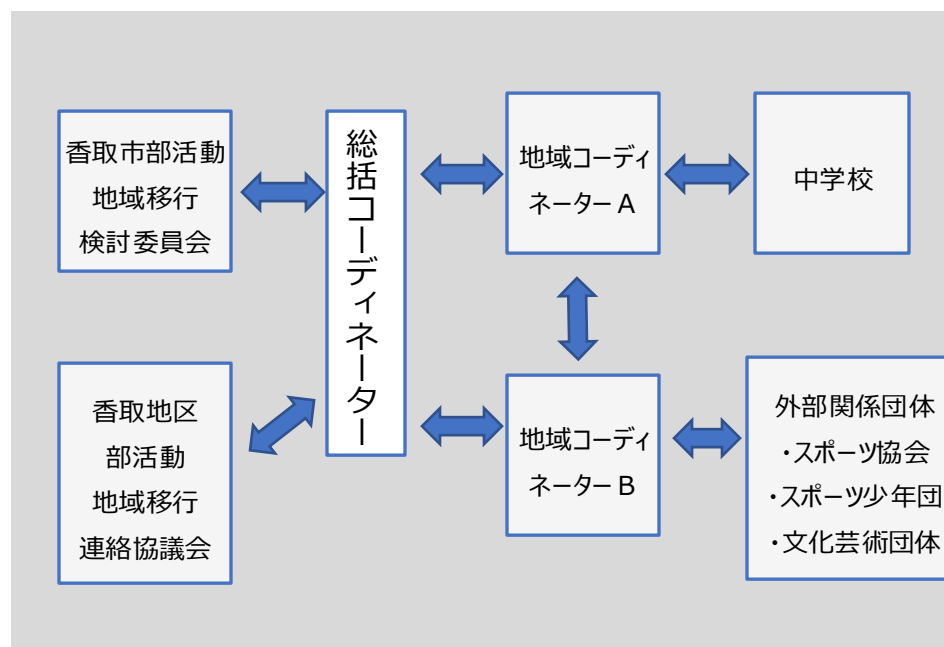 香取市部活動
地域移行
検討委員会
総括コーディネーター
地域コーディ
ネーターA
中学校
香取地区
部活動
地域移行
連絡協議会
地域コーディ
ネーターB
外部関係団体
・スポーツ協会
・スポーツ少年団
・文化芸術団体